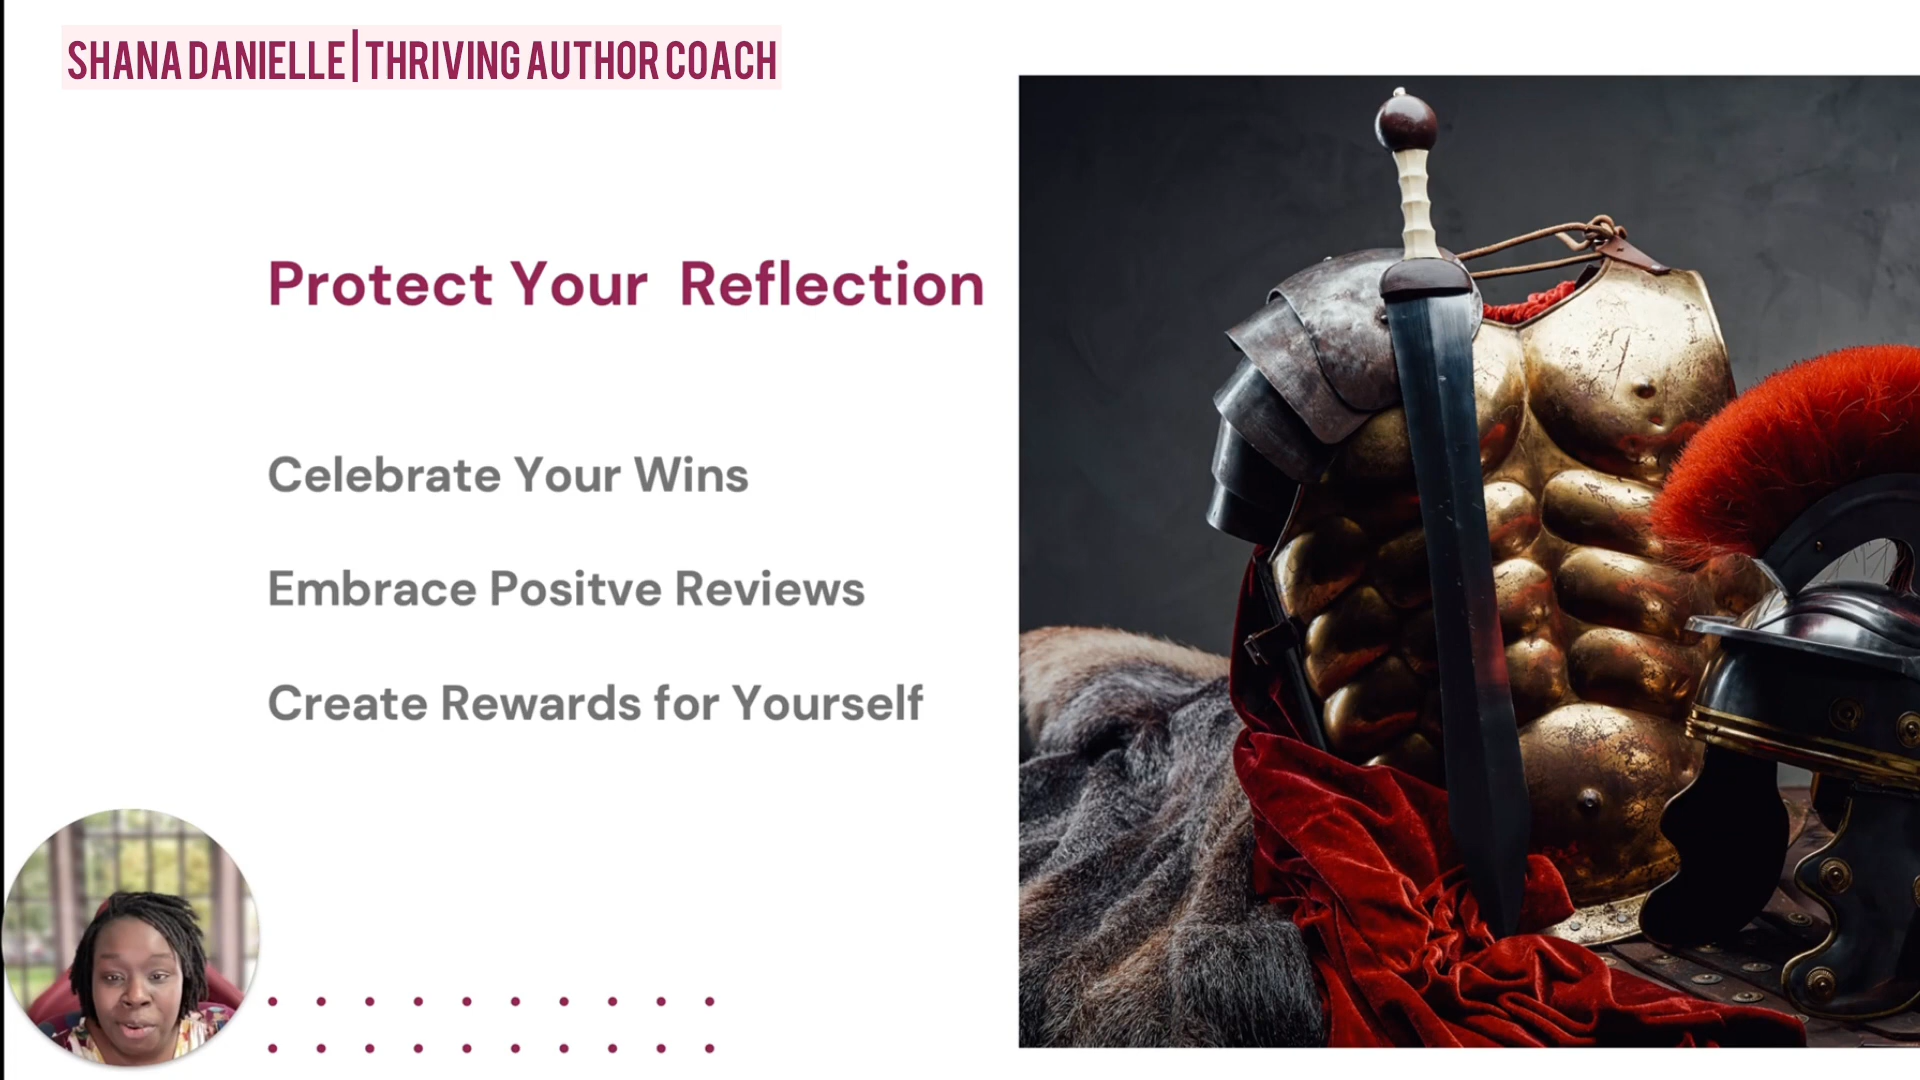 SHANA DANIELLE | THRIVING AUTHOR COACH
Protect Your Reflection
Celebrate Your Wins
Embrace Positve Reviews
Create Rewards for Yourself